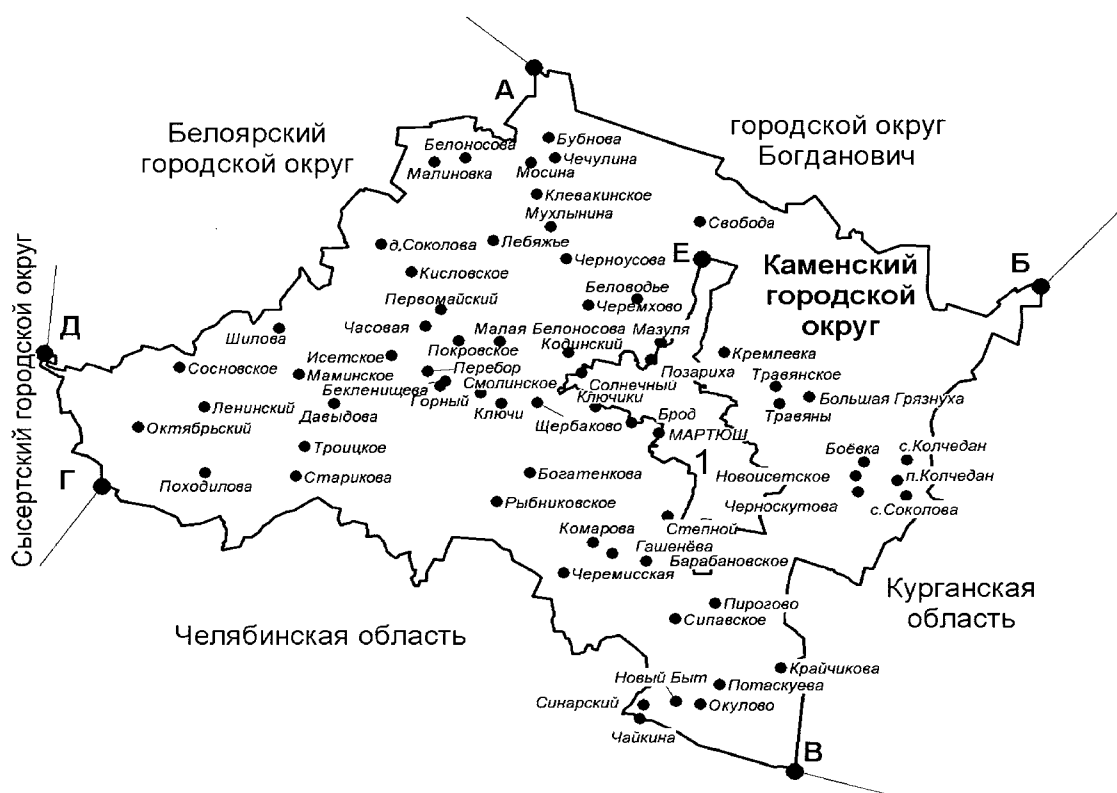 А
Белоярский
городской округ
городской округ
Богданович
Белоносова
Малиновка
Бубнова
Чечулина
Мосина
Клевакинское
Мухлынина
Свобода
д.Соколова
Лебяжье
Черноусова
Е
Каменский
городской
округ
Б
Кисловское
Беловодье
Черемхово
Первомайский
Сысертский городской округ
Д
Шилова
Часовая
Малая
Белоносова
Мазуля
Покровское
Кодинский
Кремлевка
Исетское
Перебор
Позариха
Сосновское
Маминское
Бекленищева
Смолинское
Солнечный
Травянское
Горный
Ключики
Большая Грязнуха
Ленинский
Давыдова
Ключи
Щербаково
Брод
Травяны
Октябрьский
МАРТЮШ
Троицкое
1
Боёвка
с.Колчедан
Г
Походилова
Старикова
Богатенкова
Новоисетское
п.Колчедан
Рыбниковское
Черноскутова
с.Соколова
Комарова
Степной
Гашенёва
Барабановское
Черемисская
Курганская
область
Пирогово
Сипавское
Челябинская область
Крайчикова
Новый Быт
Потаскуева
Синарский
Окулово
Чайкина
В